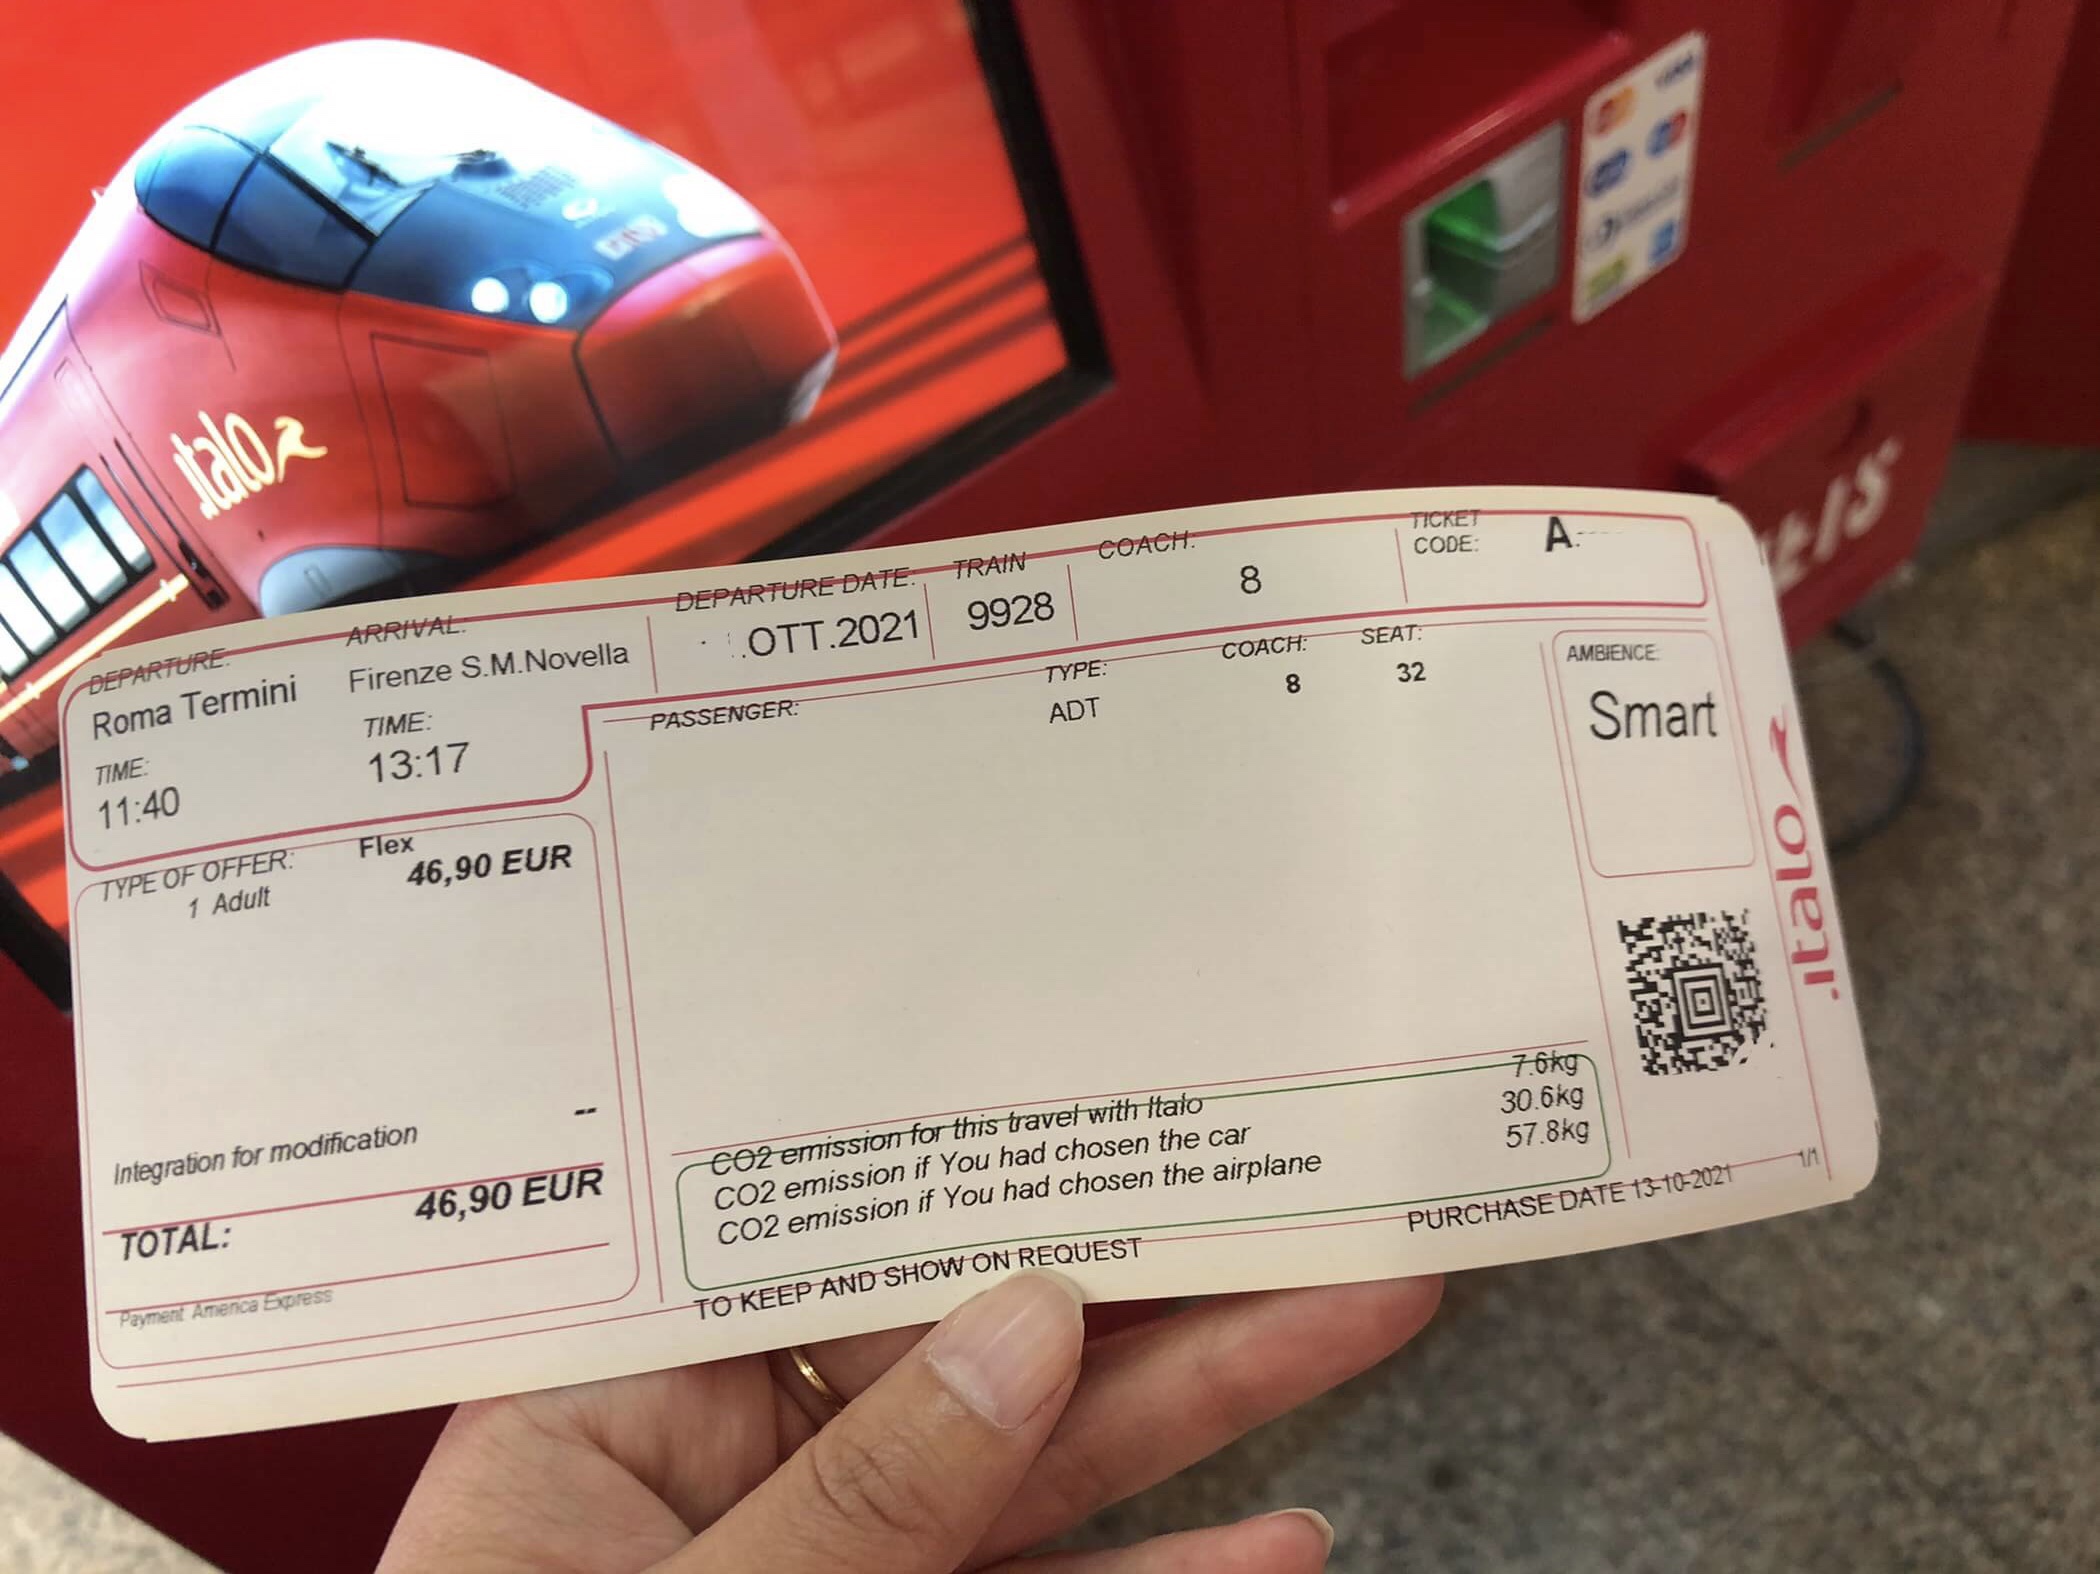 italo
DEPARTURE:
Roma Termini
TIME:
11:40
ARRIVAL:
Firenze S.M.Novella
TIME:
13:17
DEPARTURE DATE:
.OTT.2021
TRAIN
9928
COACH:
8
TICKET
CODE:
A
PASSENGER:
TYPE:
ADT
COACH:
8
SEAT:
32
AMBIENCE:
Smart
TYPE OF OFFER: Flex
1 Adult 46,90 EUR
Integration for modification --
TOTAL: 46,90 EUR
Payment America Express
CO2 emission for this travel with Italo 7.6kg
CO2 emission if You had chosen the car 30.6kg
CO2 emission if You had chosen the airplane 57.8kg
TO KEEP AND SHOW ON REQUEST
PURCHASE DATE 13-10-2021
1/1
.italo